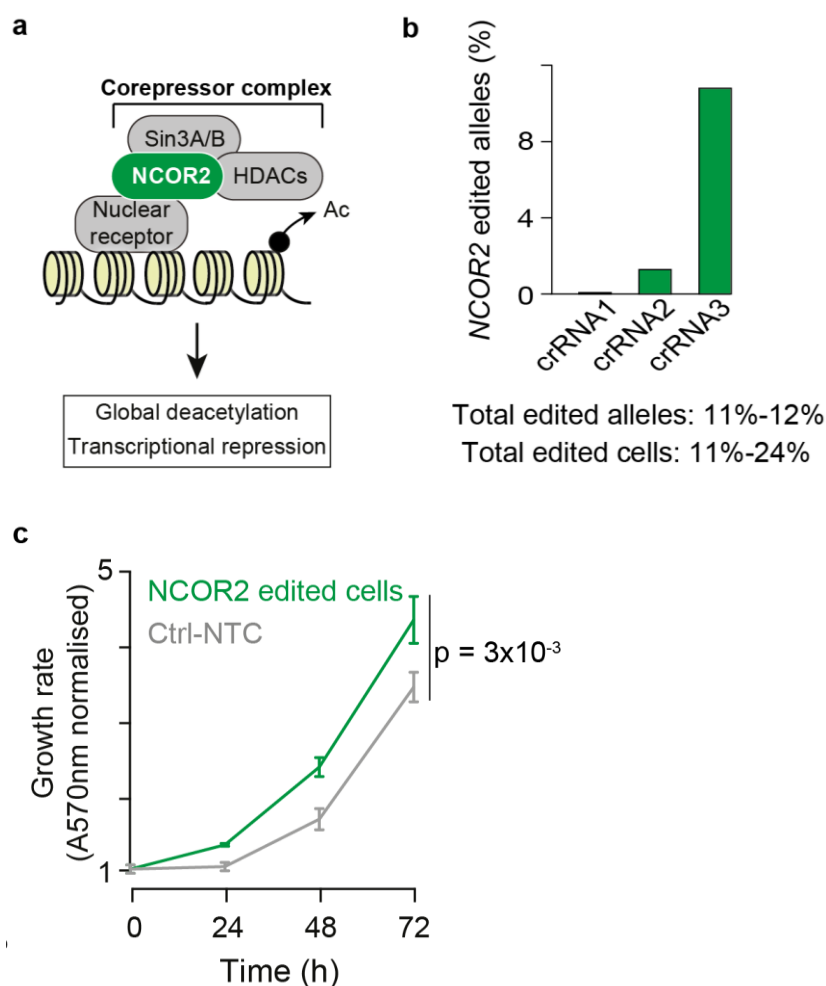 a
Corepressor complex
Sin3A/B
NCOR2
HDACs
Nuclear
receptor
Ac
Global deacetylation
Transcriptional repression
b
NCOR2 edited alleles (%)
8
4
0
crRNA1
crRNA2
crRNA3
Total edited alleles: 11%-12%
Total edited cells: 11%-24%
c
Growth rate
(A570nm normalised)
5
1
NCOR2 edited cells
Ctrl-NTC
p = 3x10⁻³
0 24 48 72
Time (h)